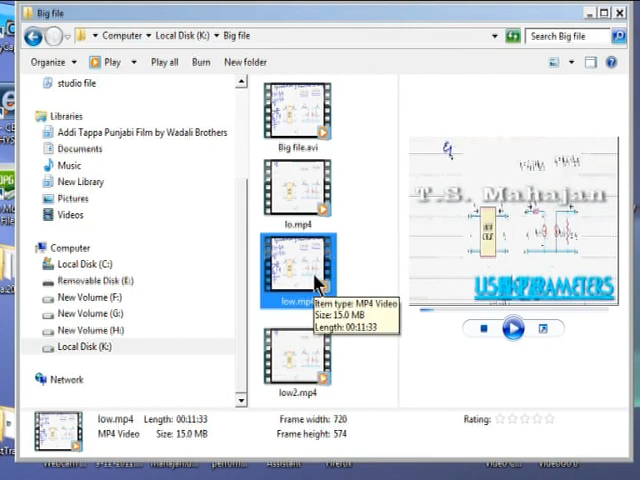 Big file
Computer ▸ Local Disk (K:) ▸ Big file
Search Big file
Organize
Play
Play all
Burn
New folder
studio file
Libraries
Addi Tappa Punjabi Film by Wadali Brothers
Documents
Music
New Library
Pictures
Videos
Computer
Local Disk (C:)
Removable Disk (E:)
New Volume (F:)
New Volume (G:)
New Volume (H:)
Local Disk (K:)
Network
Big file.avi
lo.mp4
low.mp4
Item type: MP4 Video
Size: 15.0 MB
Length: 00:11:33
low2.mp4
T.S. Mahajan
PARAMETERS
low.mp4
Length: 00:11:33
Frame width: 720
Rating:
MP4 Video
Size: 15.0 MB
Frame height: 574